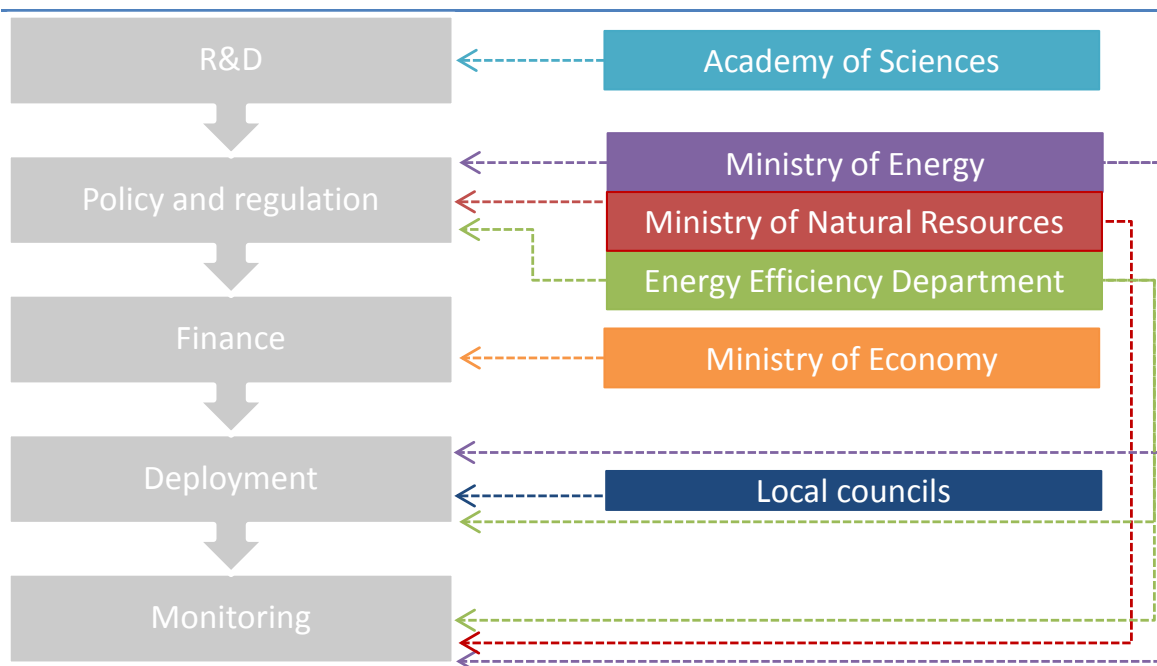 R&D
Academy of Sciences
Policy and regulation
Ministry of Energy
Ministry of Natural Resources
Energy Efficiency Department
Finance
Ministry of Economy
Deployment
Local councils
Monitoring